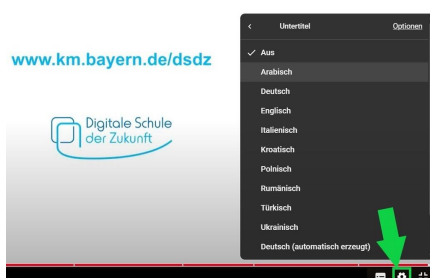 Untertitel
Optionen
www.km.bayern.de/dsdz
Digitale Schule
der Zukunft
Aus
Arabisch
Deutsch
Englisch
Italienisch
Kroatisch
Polnisch
Rumänisch
Türkisch
Ukrainisch
Deutsch (automatisch erzeugt)